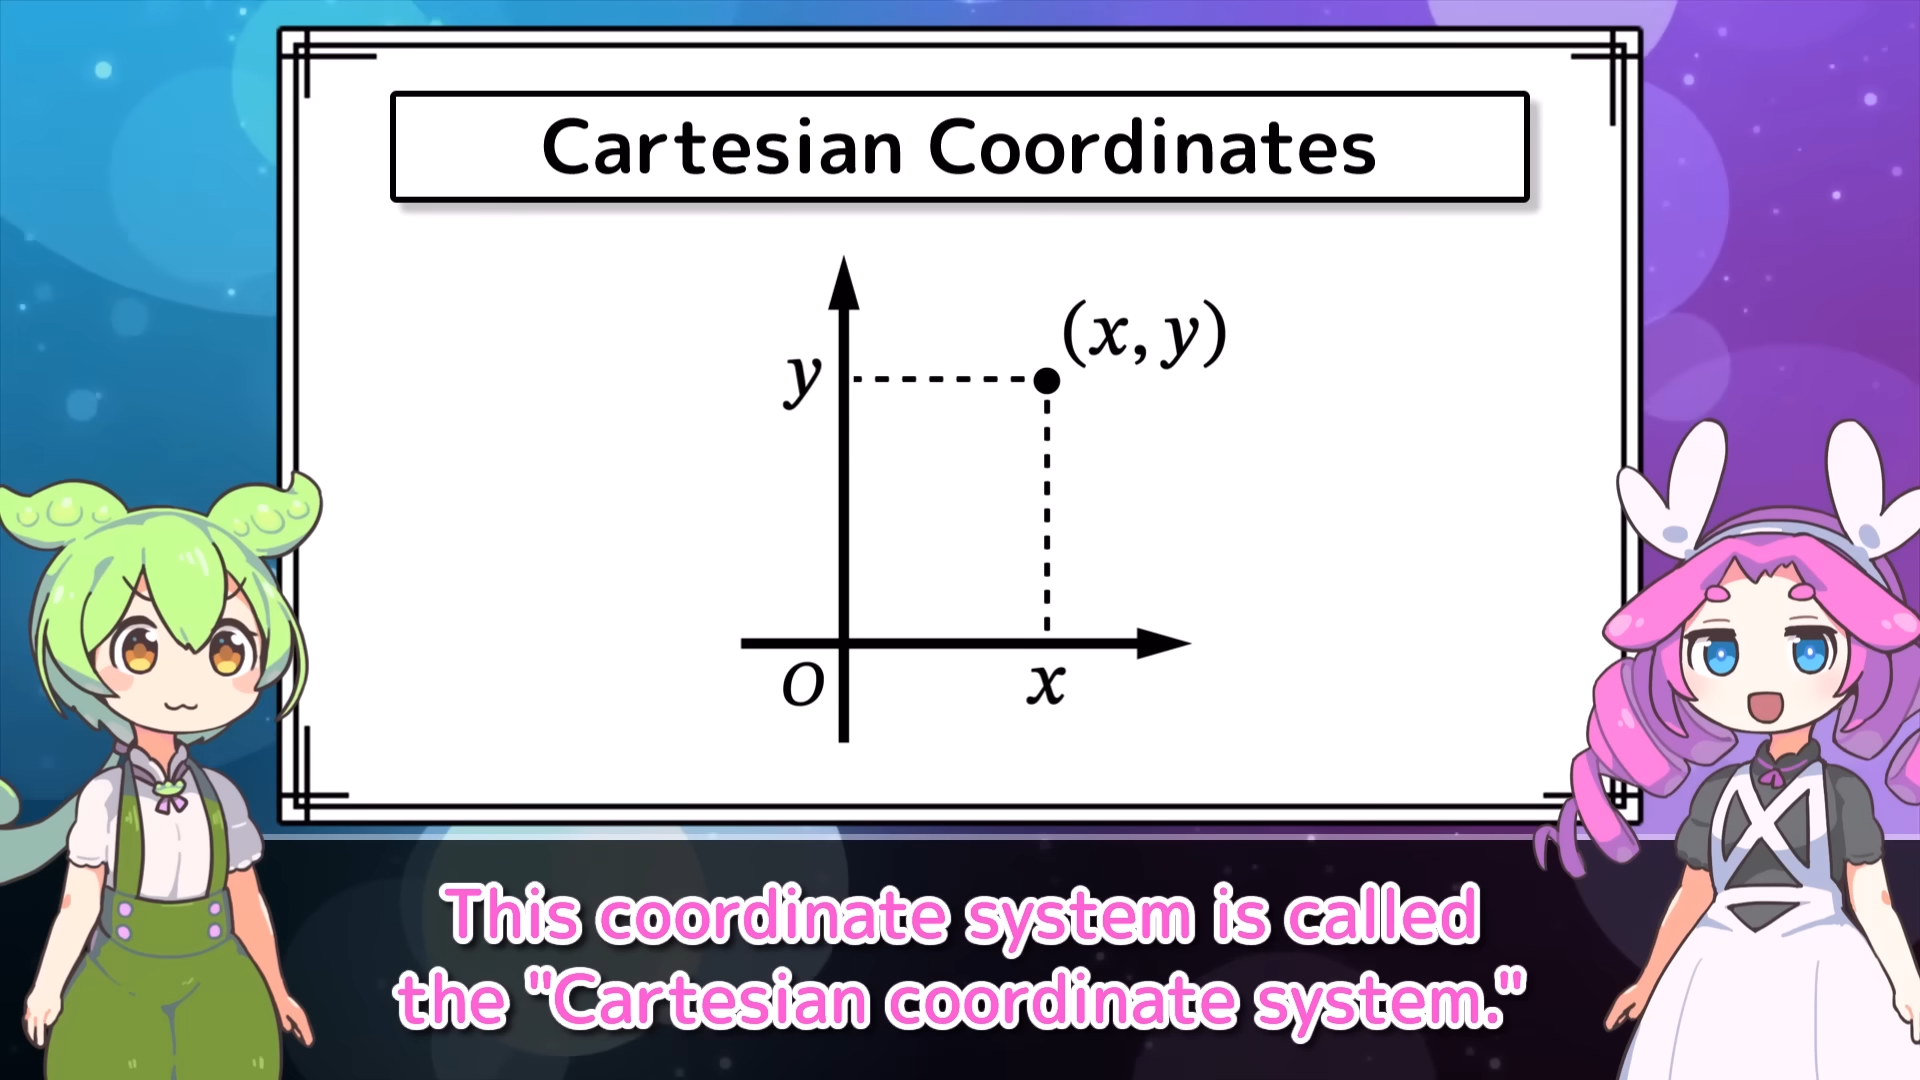 Cartesian Coordinates
(x, y)
y
O
x
This coordinate system is called
the "Cartesian coordinate system."